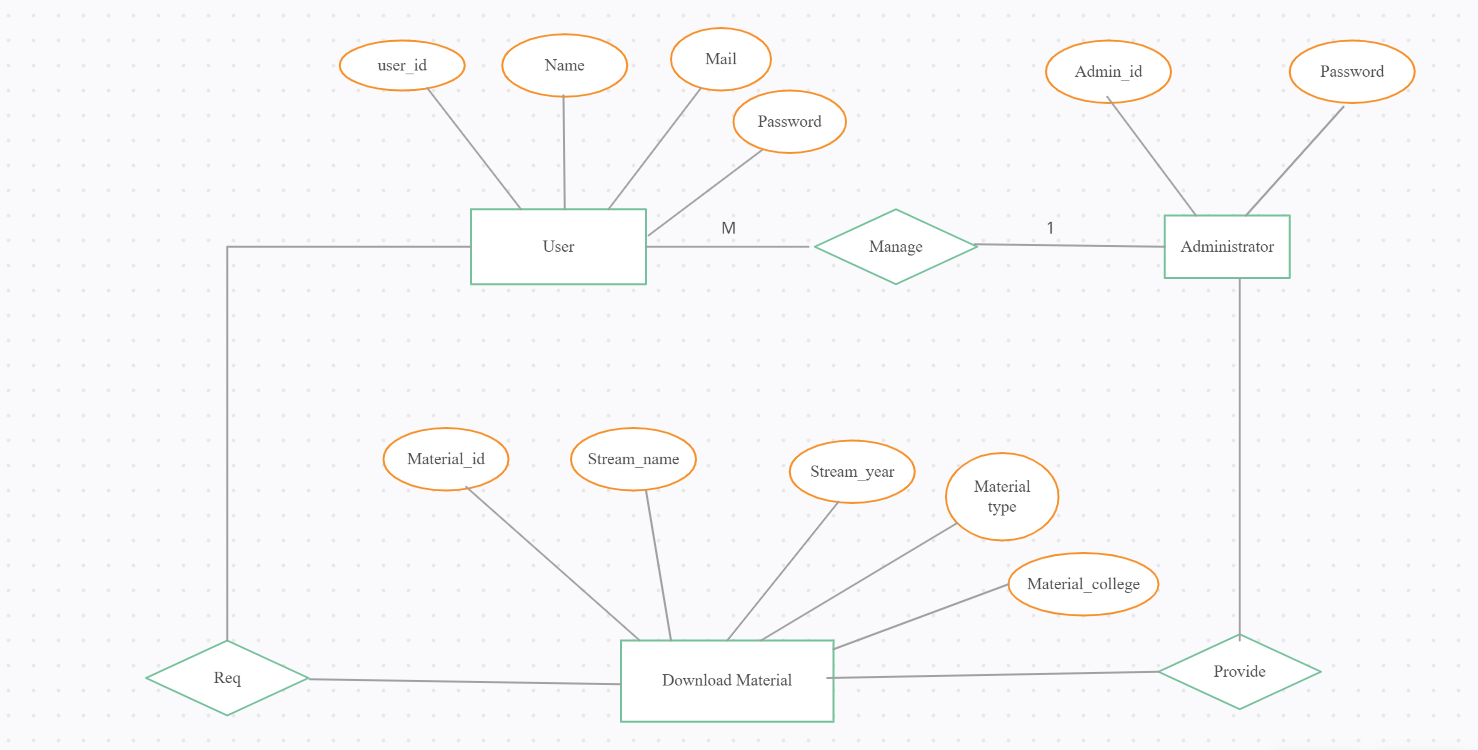 user_id
Name
Mail
Password
Admin_id
Password
User
M
Manage
1
Administrator
Material_id
Stream_name
Stream_year
Material
type
Material_college
Req
Download Material
Provide